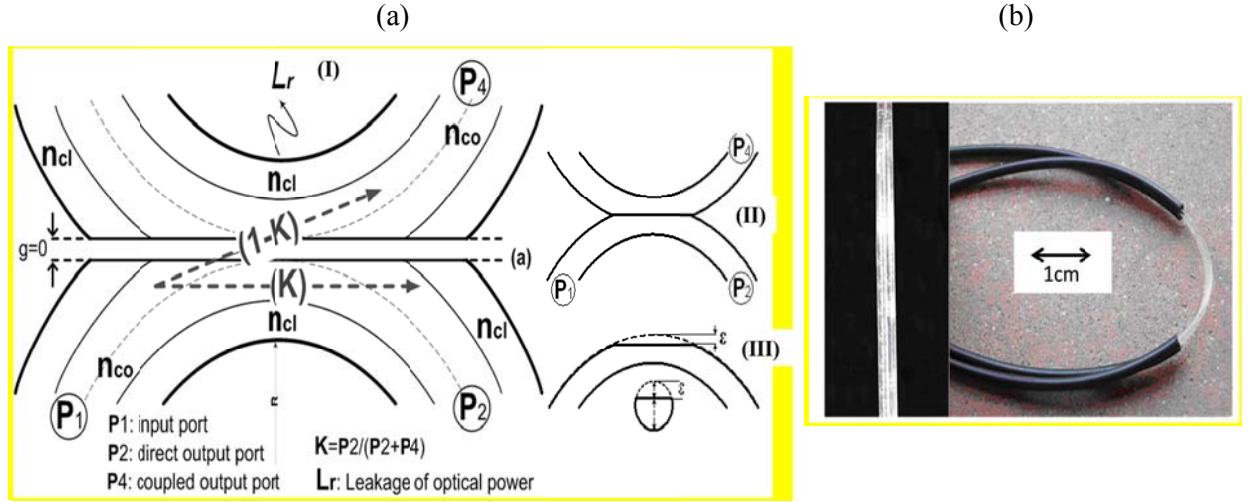 (a)
(b)
Lr (I)
P4
nco
ncl
ncl
g=0
(1-K)
(a)
(K)
ncl
ncl
nco
R
P1
P2
P1: input port
P2: direct output port
P4: coupled output port
K=P2/(P2+P4)
Lr: Leakage of optical power
P4
(II)
P1
P2
ε
(III)
ε
1cm